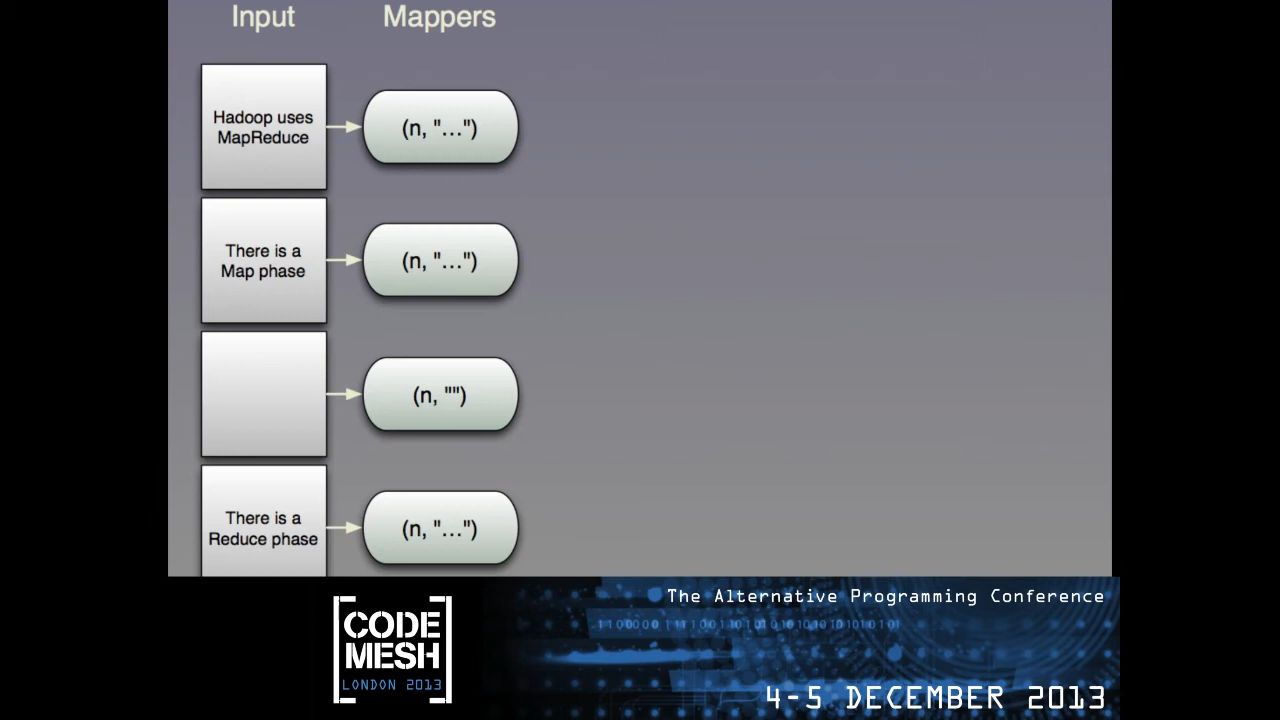 Input
Mappers
Hadoop uses
MapReduce
(n, "...")
There is a
Map phase
(n, "...")
(n, "")
There is a
Reduce phase
(n, "...")
CODE
MESH
LONDON 2013
The Alternative Programming Conference
4-5 DECEMBER 2013